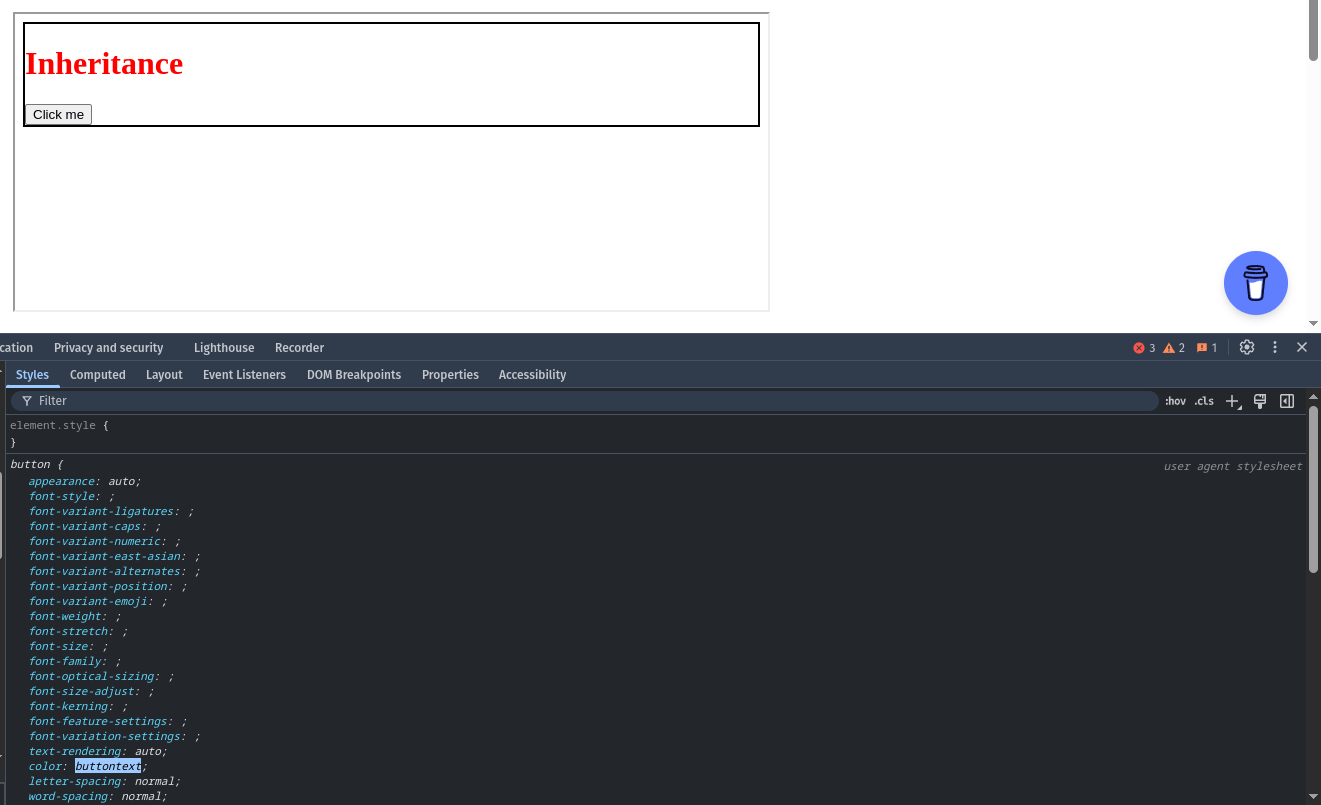 Inheritance
Click me
cation Privacy and security Lighthouse Recorder 3 2 1
Styles Computed Layout Event Listeners DOM Breakpoints Properties Accessibility
Filter :hov .cls
element.style {
}
button { user agent stylesheet
appearance: auto;
font-style: ;
font-variant-ligatures: ;
font-variant-caps: ;
font-variant-numeric: ;
font-variant-east-asian: ;
font-variant-alternates: ;
font-variant-position: ;
font-variant-emoji: ;
font-weight: ;
font-stretch: ;
font-size: ;
font-family: ;
font-optical-sizing: ;
font-size-adjust: ;
font-kerning: ;
font-feature-settings: ;
font-variation-settings: ;
text-rendering: auto;
color: buttontext;
letter-spacing: normal;
word-spacing: normal;